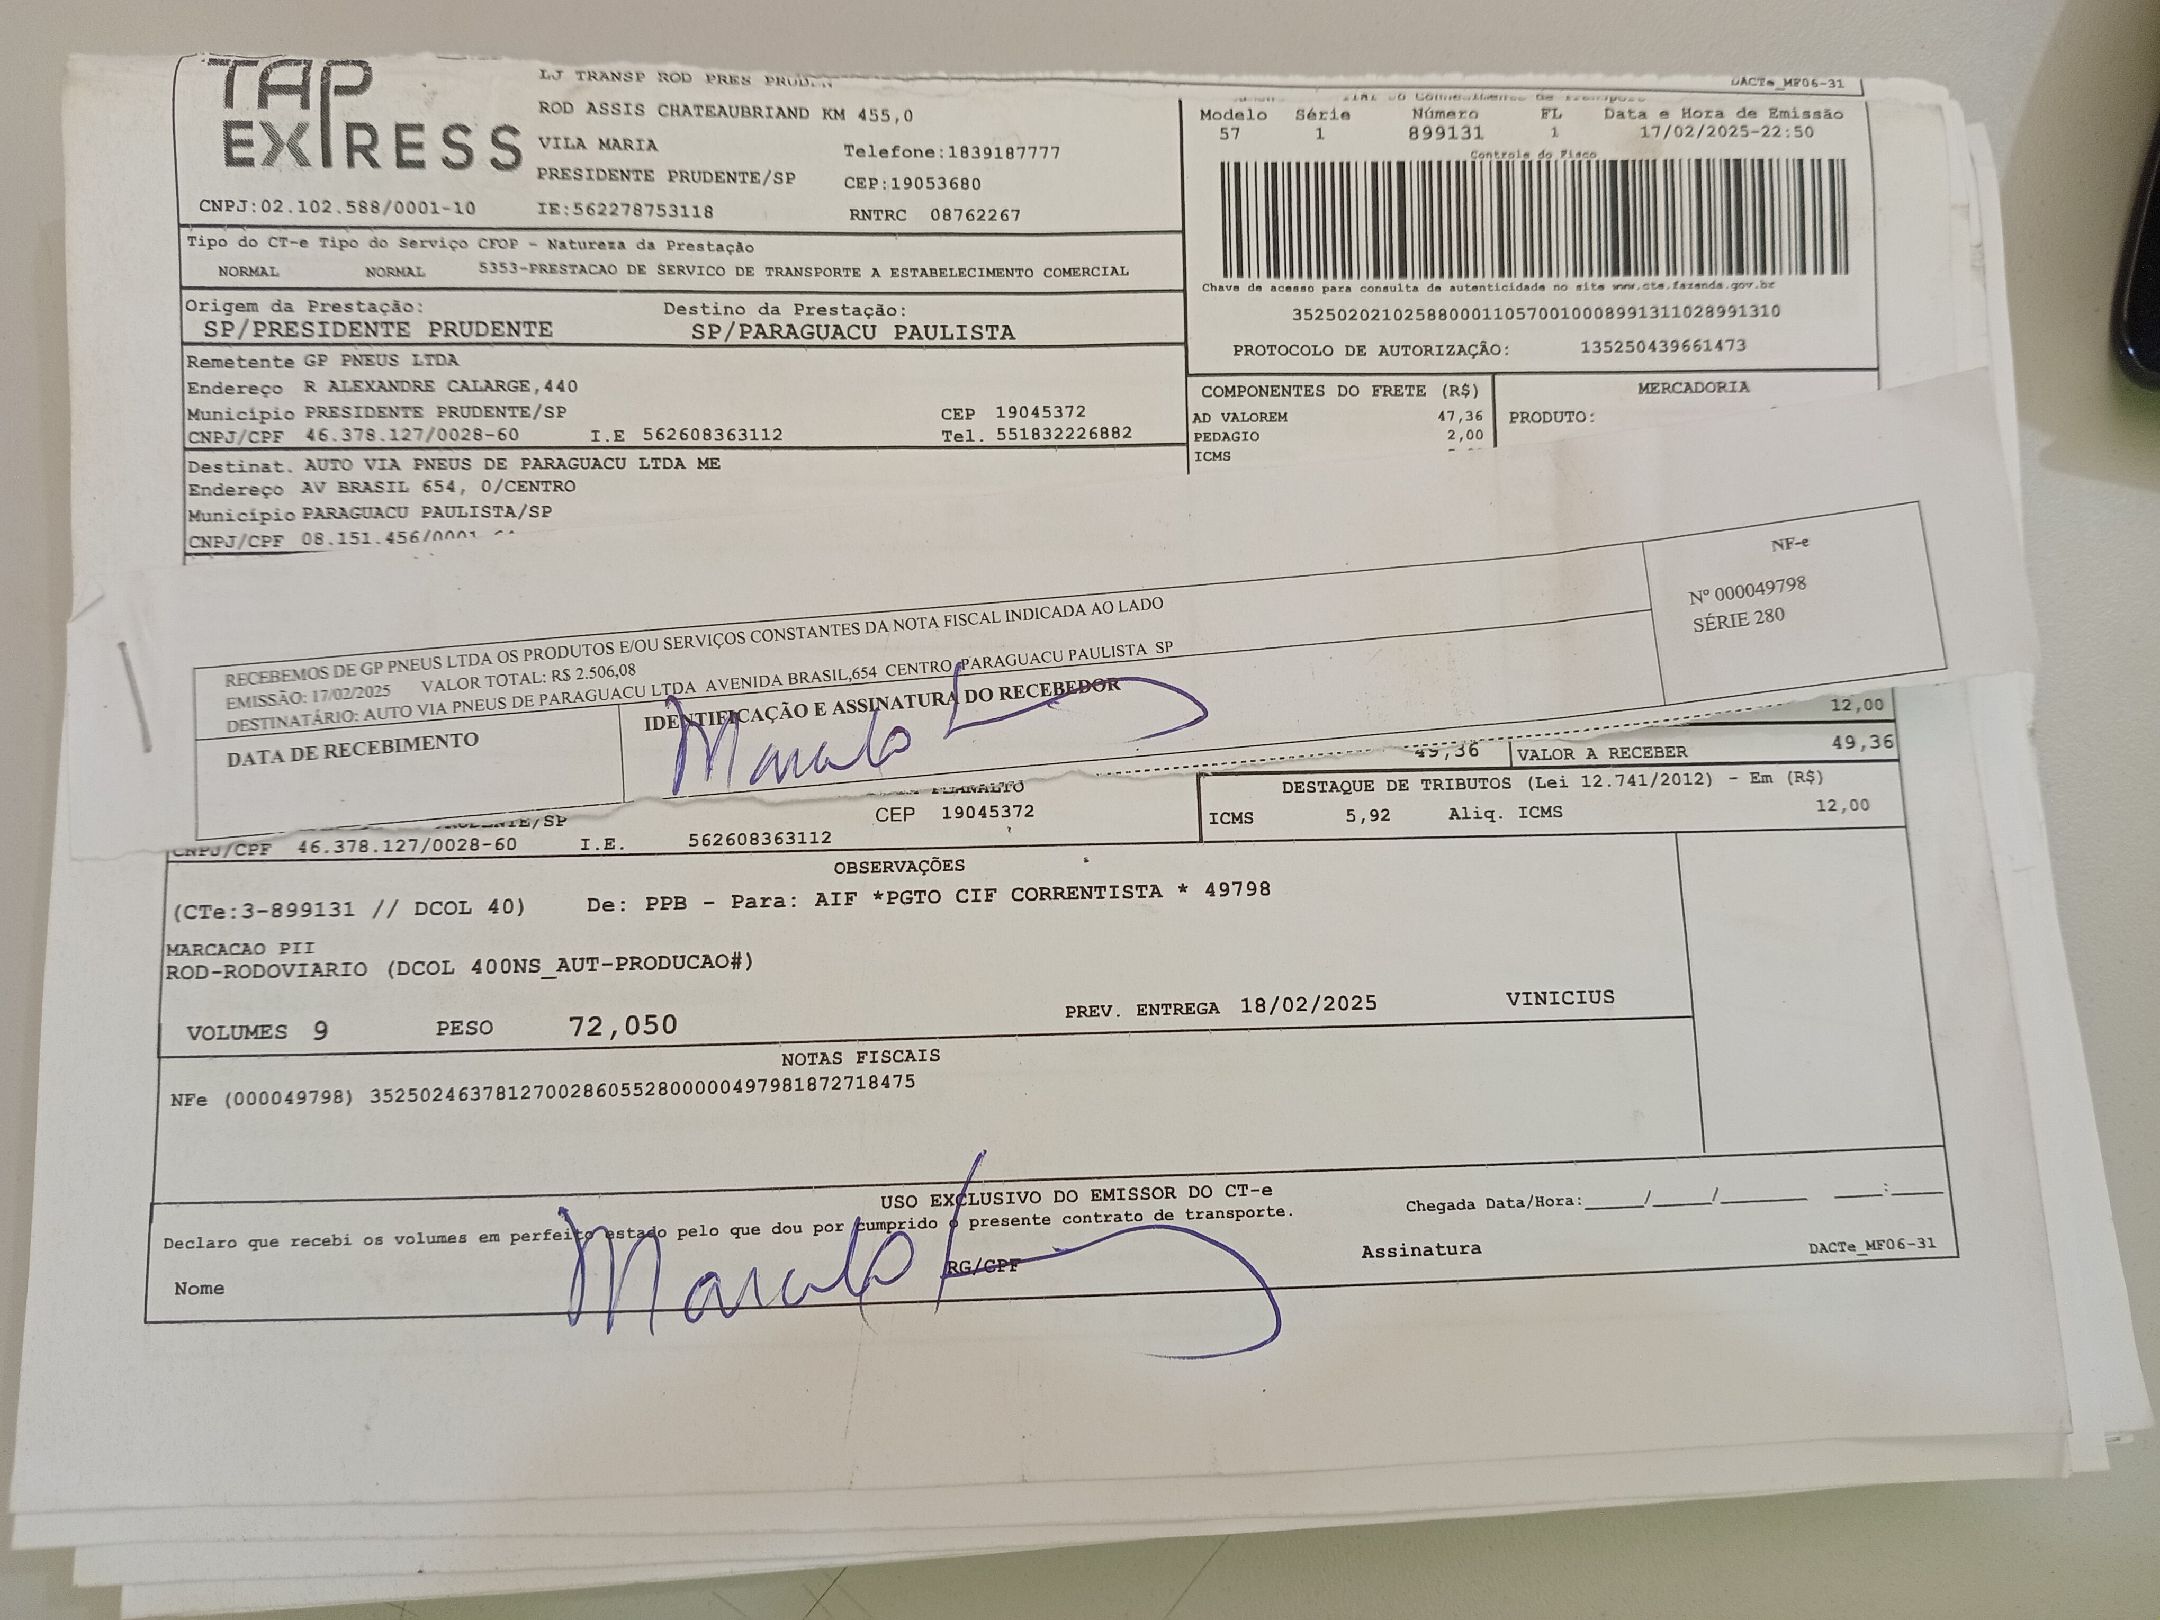 TAP EXPRESS
LJ TRANSP ROD PRES
ROD ASSIS CHATEAUBRIAND KM 455,0
VILA MARIA Telefone:1839187777
PRESIDENTE PRUDENTE/SP CEP:19053680
CNPJ:02.102.588/0001-10 IE:562278753118 RNTRC 08762267
DACTe_MF06-31
Modelo Série Número FL Data e Hora de Emissão
57 1 899131 1 17/02/2025-22:50
Controle do Fisco
Chave de acesso para consulta de autenticidade no site www.cte.fazenda.gov.br
35250202102588000110570010008991311028991310
PROTOCOLO DE AUTORIZAÇÃO: 135250439661473
Tipo do CT-e Tipo do Serviço CFOP - Natureza da Prestação
NORMAL NORMAL 5353-PRESTACAO DE SERVICO DE TRANSPORTE A ESTABELECIMENTO COMERCIAL
Origem da Prestação: Destino da Prestação:
SP/PRESIDENTE PRUDENTE SP/PARAGUACU PAULISTA
Remetente GP PNEUS LTDA
Endereço R ALEXANDRE CALARGE,440
Município PRESIDENTE PRUDENTE/SP CEP 19045372
CNPJ/CPF 46.378.127/0028-60 I.E 562608363112 Tel. 551832226882
COMPONENTES DO FRETE (R$) MERCADORIA
AD VALOREM 47,36 PRODUTO:
PEDAGIO 2,00
ICMS
Destinat. AUTO VIA PNEUS DE PARAGUACU LTDA ME
Endereço AV BRASIL 654, 0/CENTRO
Município PARAGUACU PAULISTA/SP
CNPJ/CPF 08.151.456/0001
RECEBEMOS DE GP PNEUS LTDA OS PRODUTOS E/OU SERVIÇOS CONSTANTES DA NOTA FISCAL INDICADA AO LADO
EMISSÃO: 17/02/2025 VALOR TOTAL: R$ 2.506,08
DESTINATÁRIO: AUTO VIA PNEUS DE PARAGUACU LTDA AVENIDA BRASIL,654 CENTRO PARAGUACU PAULISTA SP
DATA DE RECEBIMENTO IDENTIFICAÇÃO E ASSINATURA DO RECEBEDOR
NF-e
Nº 000049798
SÉRIE 280
12,00
49,36 VALOR A RECEBER 49,36
CEP 19045372
CNPJ/CPF 46.378.127/0028-60 I.E. 562608363112
DESTAQUE DE TRIBUTOS (Lei 12.741/2012) - Em (R$)
ICMS 5,92 Aliq. ICMS 12,00
OBSERVAÇÕES
(CTe:3-899131 // DCOL 40) De: PPB - Para: AIF *PGTO CIF CORRENTISTA * 49798
MARCACAO PII
ROD-RODOVIARIO (DCOL 400NS_AUT-PRODUCAO#)
VOLUMES 9 PESO 72,050 PREV. ENTREGA 18/02/2025 VINICIUS
NOTAS FISCAIS
NFe (000049798) 35250246378127002860552800000497981872718475
USO EXCLUSIVO DO EMISSOR DO CT-e
Declaro que recebi os volumes em perfeito estado pelo que dou por cumprido o presente contrato de transporte.
Chegada Data/Hora:____/____/______ ___:___
Nome RG/CPF Assinatura DACTe_MF06-31